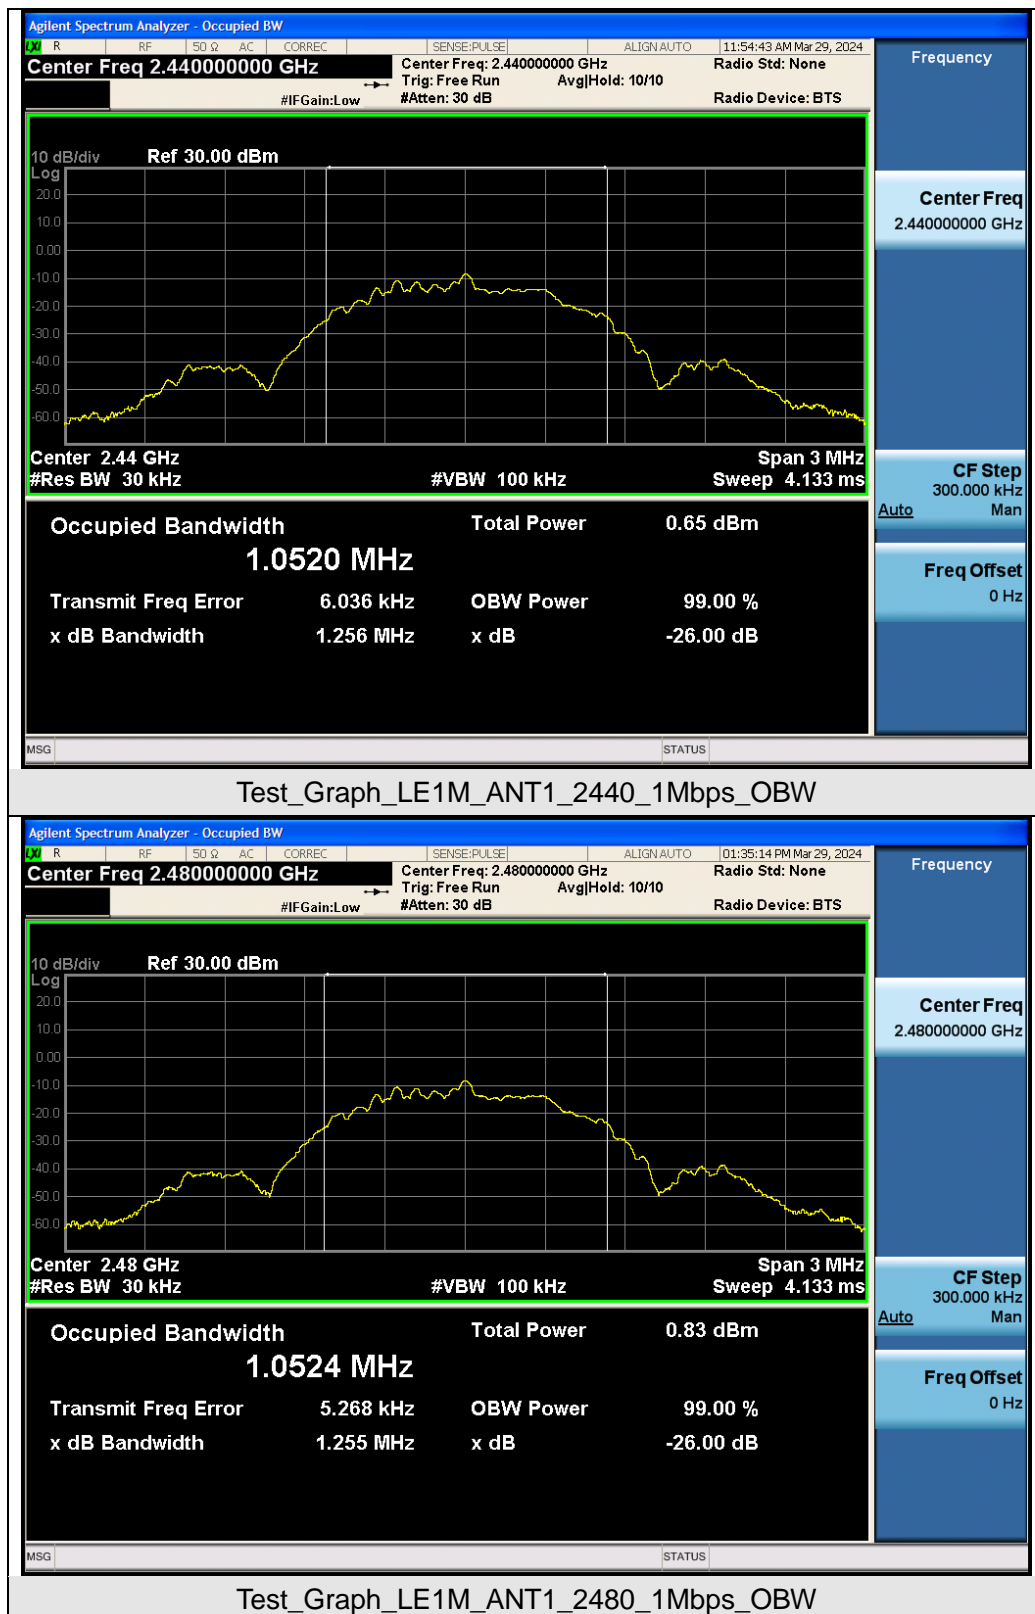 Agilent Spectrum Analyzer - Occupied BW
LXI R RF 50 Ω AC CORREC SENSE:PULSE ALIGN AUTO 11:54:43 AM Mar 29, 2024
Center Freq 2.440000000 GHz Center Freq: 2.440000000 GHz Radio Std: None
Trig: Free Run Avg|Hold: 10/10
#IFGain:Low #Atten: 30 dB Radio Device: BTS
Frequency
10 dB/div Ref 30.00 dBm
Log
20.0
10.0
0.00
-10.0
-20.0
-30.0
-40.0
-50.0
-60.0
Center 2.44 GHz Span 3 MHz
#Res BW 30 kHz #VBW 100 kHz Sweep 4.133 ms
Center Freq
2.440000000 GHz
CF Step
300.000 kHz
Auto Man
Freq Offset
0 Hz
Occupied Bandwidth Total Power 0.65 dBm
1.0520 MHz
Transmit Freq Error 6.036 kHz OBW Power 99.00 %
x dB Bandwidth 1.256 MHz x dB -26.00 dB
MSG STATUS
Test_Graph_LE1M_ANT1_2440_1Mbps_OBW
Agilent Spectrum Analyzer - Occupied BW
LXI R RF 50 Ω AC CORREC SENSE:PULSE ALIGN AUTO 01:35:14 PM Mar 29, 2024
Center Freq 2.480000000 GHz Center Freq: 2.480000000 GHz Radio Std: None
Trig: Free Run Avg|Hold: 10/10
#IFGain:Low #Atten: 30 dB Radio Device: BTS
Frequency
10 dB/div Ref 30.00 dBm
Log
20.0
10.0
0.00
-10.0
-20.0
-30.0
-40.0
-50.0
-60.0
Center 2.48 GHz Span 3 MHz
#Res BW 30 kHz #VBW 100 kHz Sweep 4.133 ms
Center Freq
2.480000000 GHz
CF Step
300.000 kHz
Auto Man
Freq Offset
0 Hz
Occupied Bandwidth Total Power 0.83 dBm
1.0524 MHz
Transmit Freq Error 5.268 kHz OBW Power 99.00 %
x dB Bandwidth 1.255 MHz x dB -26.00 dB
MSG STATUS
Test_Graph_LE1M_ANT1_2480_1Mbps_OBW